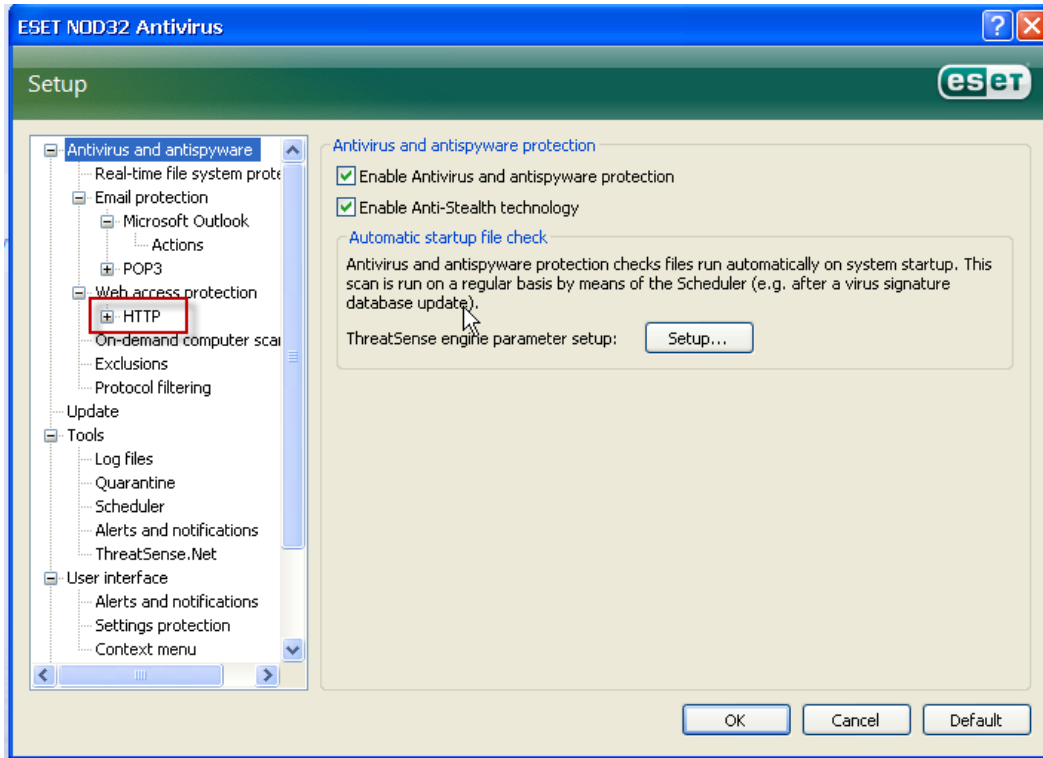 ESET NOD32 Antivirus
Setup
eseT
Antivirus and antispyware
Real-time file system prote
Email protection
Microsoft Outlook
Actions
POP3
Web access protection
HTTP
On-demand computer scan
Exclusions
Protocol filtering
Update
Tools
Log files
Quarantine
Scheduler
Alerts and notifications
ThreatSense.Net
User interface
Alerts and notifications
Settings protection
Context menu
Antivirus and antispyware protection
Enable Antivirus and antispyware protection
Enable Anti-Stealth technology
Automatic startup file check
Antivirus and antispyware protection checks files run automatically on system startup. This
scan is run on a regular basis by means of the Scheduler (e.g. after a virus signature
database update).
ThreatSense engine parameter setup:
Setup...
OK
Cancel
Default